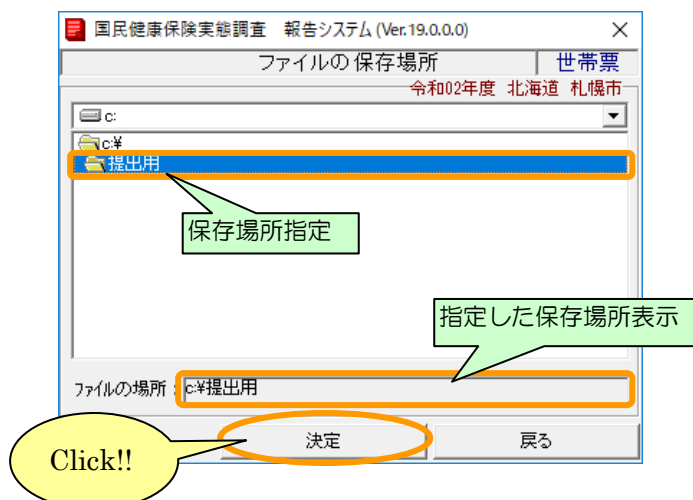 国民健康保険実態調査 報告システム (Ver.19.0.0.0)
ファイルの保存場所 世帯票
令和02年度 北海道 札幌市
c:
c:¥
提出用
保存場所指定
指定した保存場所表示
ファイルの場所 : c:¥提出用
決定 戻る
Click!!